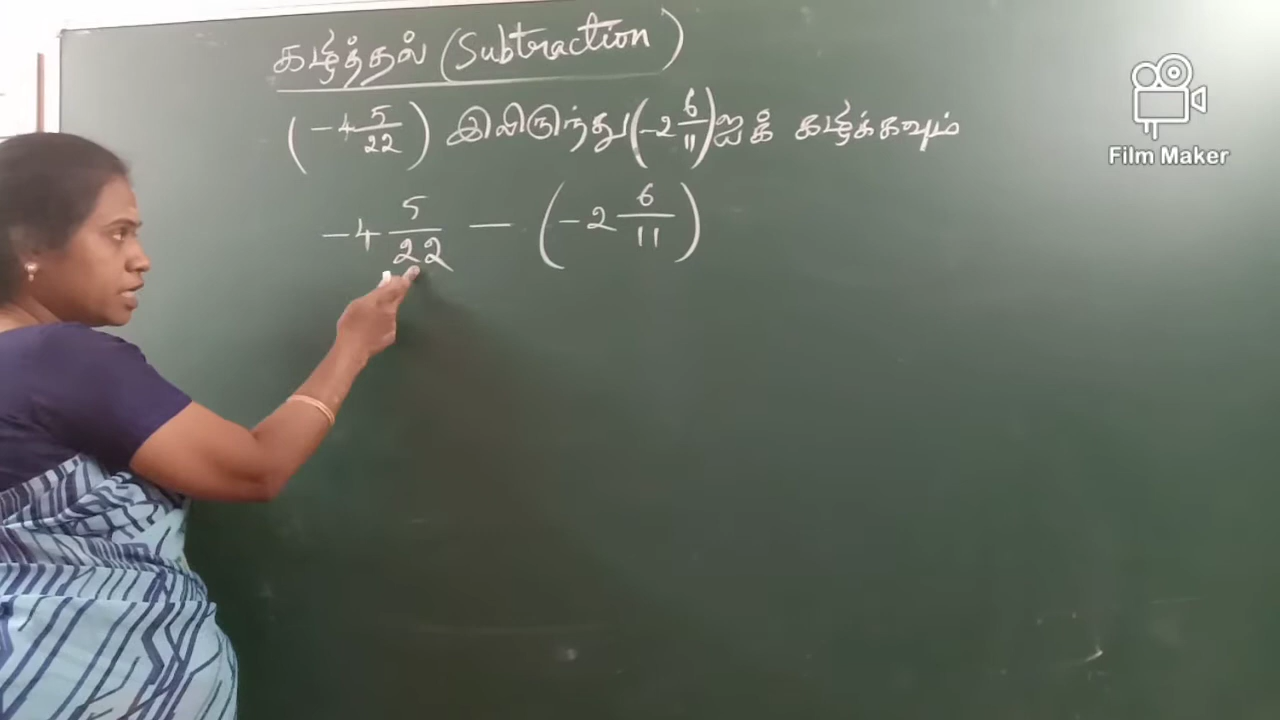 கழித்தல் (Subtraction)
(-4 5/22) இலிருந்து (-2 6/11) ஐக் கழிக்கவும்
-4 5/22 - (-2 6/11)
Film Maker